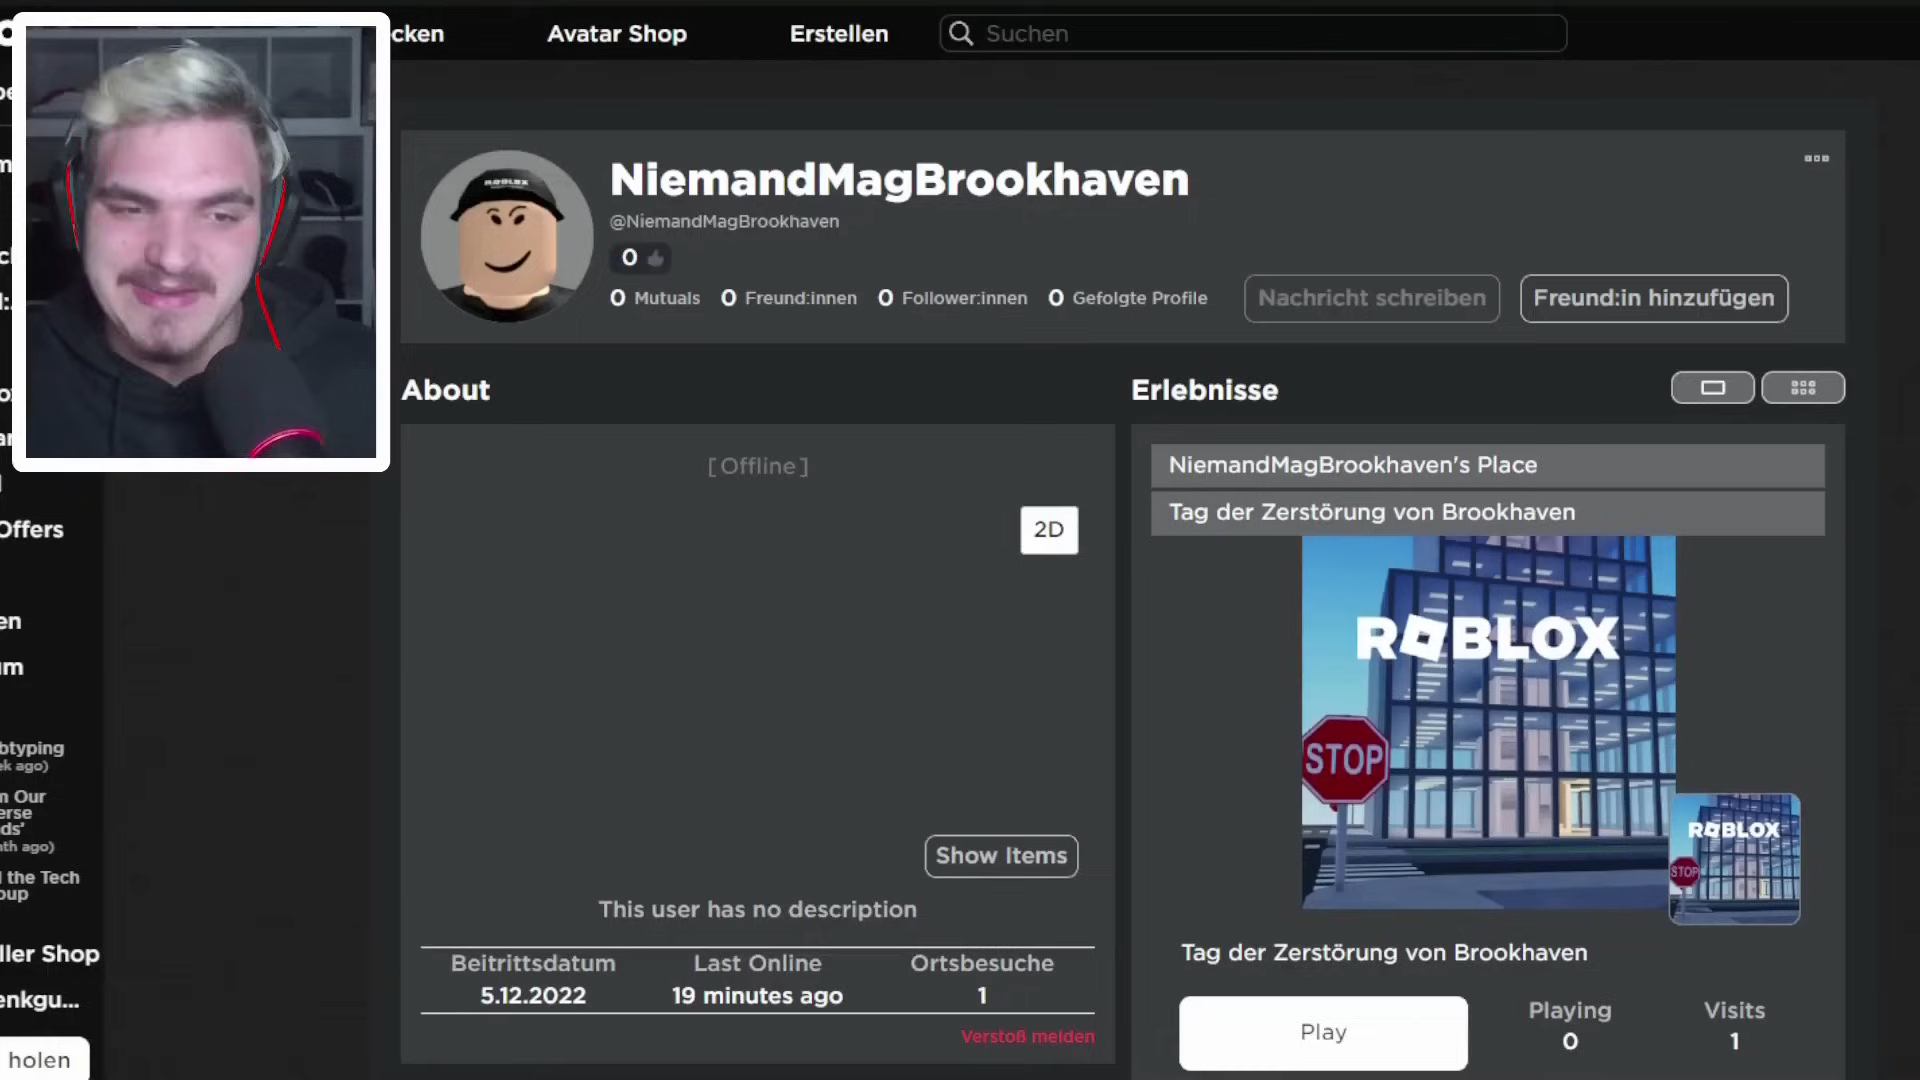 cken
Avatar Shop
Erstellen
Suchen
NiemandMagBrookhaven
@NiemandMagBrookhaven
0
0 Mutuals
0 Freund:innen
0 Follower:innen
0 Gefolgte Profile
Nachricht schreiben
Freund:in hinzufügen
About
[Offline]
2D
Show Items
This user has no description
Beitrittsdatum
5.12.2022
Last Online
19 minutes ago
Ortsbesuche
1
Verstoß melden
Erlebnisse
NiemandMagBrookhaven's Place
Tag der Zerstörung von Brookhaven
ROBLOX
STOP
ROBLOX
STOP
Tag der Zerstörung von Brookhaven
Play
Playing
0
Visits
1
Offers
en
um
btyping
ek ago)
m Our
erse
ds'
nth ago)
d the Tech
oup
ller Shop
enkgu...
holen
ROBLOX